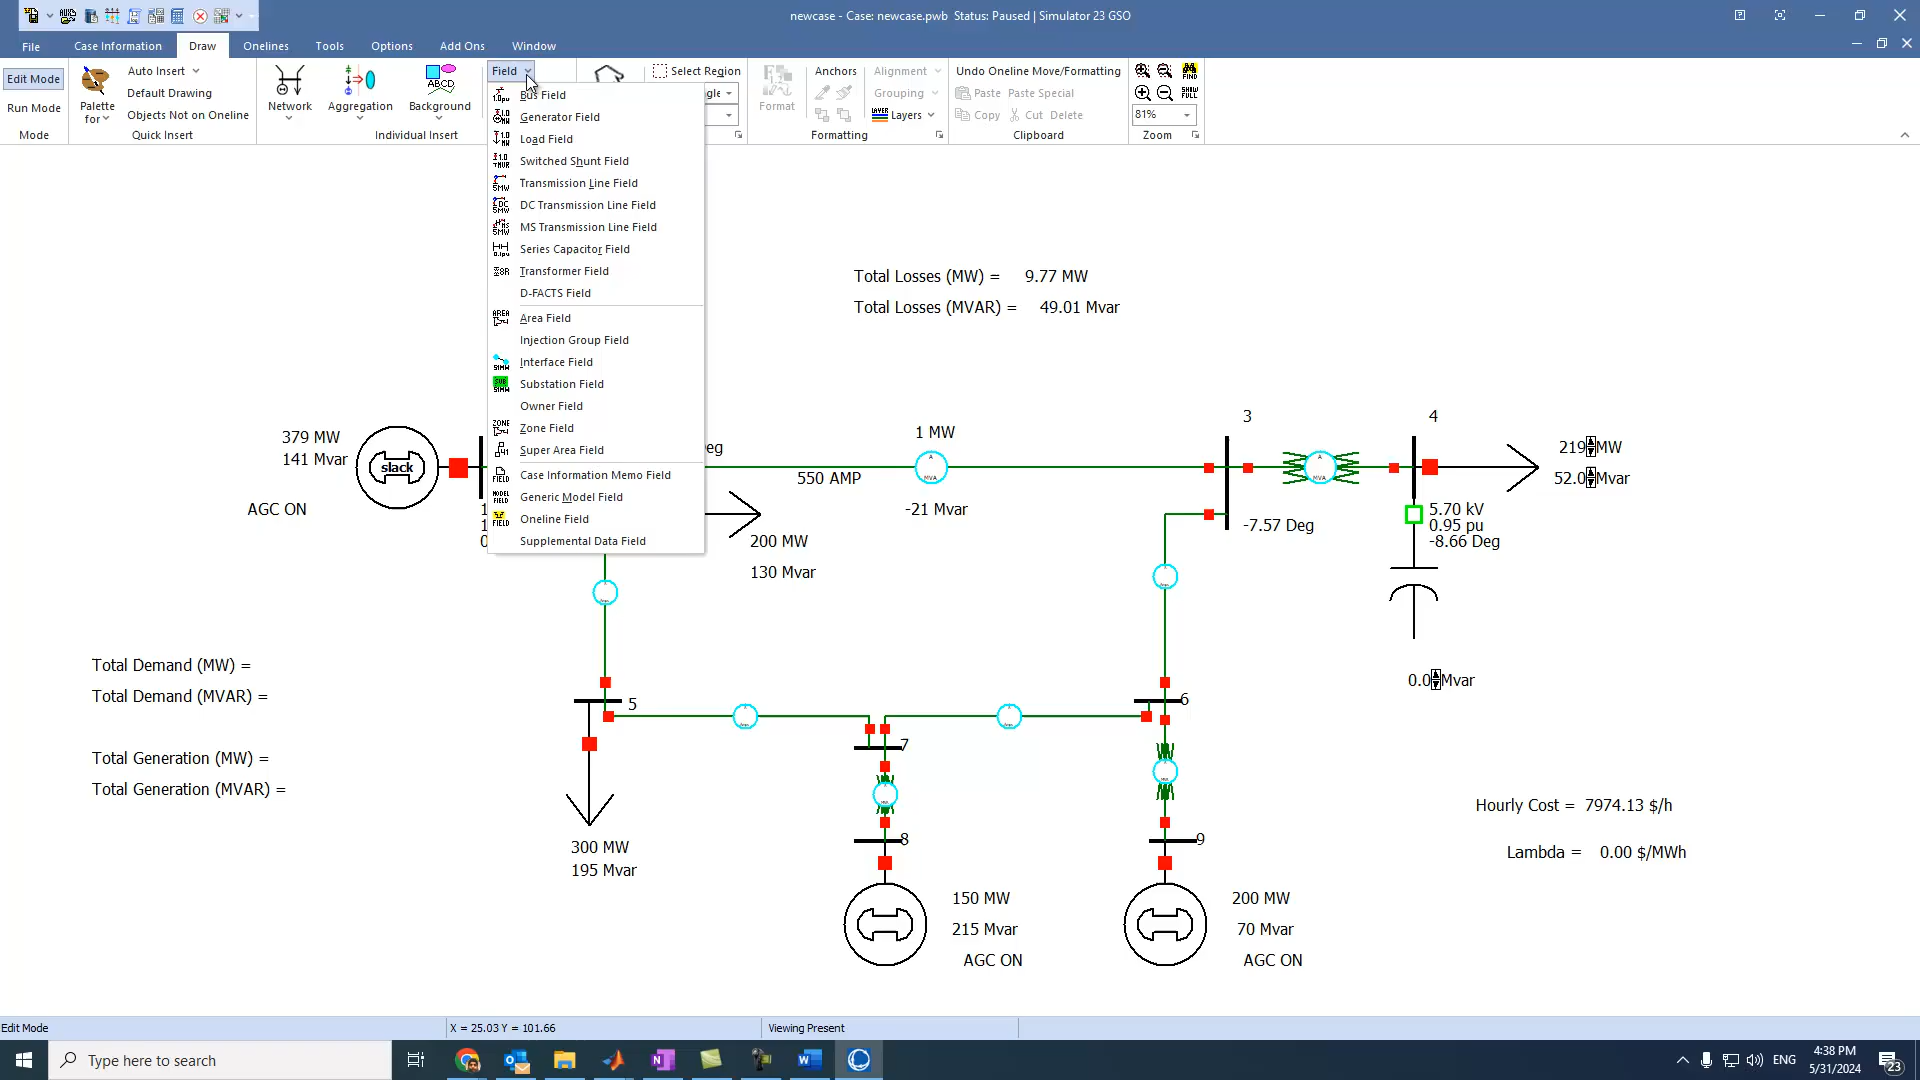 newcase - Case: newcase.pwb  Status: Paused | Simulator 23 GSO
File
Case Information
Draw
Onelines
Tools
Options
Add Ons
Window
Edit Mode
Run Mode
Mode
Palette for
Auto Insert
Default Drawing
Objects Not on Oneline
Quick Insert
Network
Aggregation
ABCD
Background
Individual Insert
Field
Select Region
Format
Anchors
Alignment
Grouping
Layers
Formatting
Undo Oneline Move/Formatting
Paste
Paste Special
Copy
Cut
Delete
Clipboard
SHOW FULL
81%
Zoom
Bus Field
Generator Field
Load Field
Switched Shunt Field
Transmission Line Field
DC Transmission Line Field
MS Transmission Line Field
Series Capacitor Field
Transformer Field
D-FACTS Field
Area Field
Injection Group Field
Interface Field
Substation Field
Owner Field
Zone Field
Super Area Field
Case Information Memo Field
Generic Model Field
Oneline Field
Supplemental Data Field
Total Losses (MW) = 9.77 MW
Total Losses (MVAR) = 49.01 Mvar
379 MW
141 Mvar
slack
AGC ON
eg
550 AMP
1 MW
A
MVA
-21 Mvar
3
-7.57 Deg
A
MVA
4
219 MW
52.0 Mvar
5.70 kV
0.95 pu
-8.66 Deg
0.0 Mvar
200 MW
130 Mvar
Total Demand (MW) =
Total Demand (MVAR) =
Total Generation (MW) =
Total Generation (MVAR) =
5
300 MW
195 Mvar
7
6
8
150 MW
215 Mvar
AGC ON
9
200 MW
70 Mvar
AGC ON
Hourly Cost = 7974.13 $/h
Lambda = 0.00 $/MWh
Edit Mode
X = 25.03 Y = 101.66
Viewing Present
Type here to search
ENG
4:38 PM
5/31/2024
23